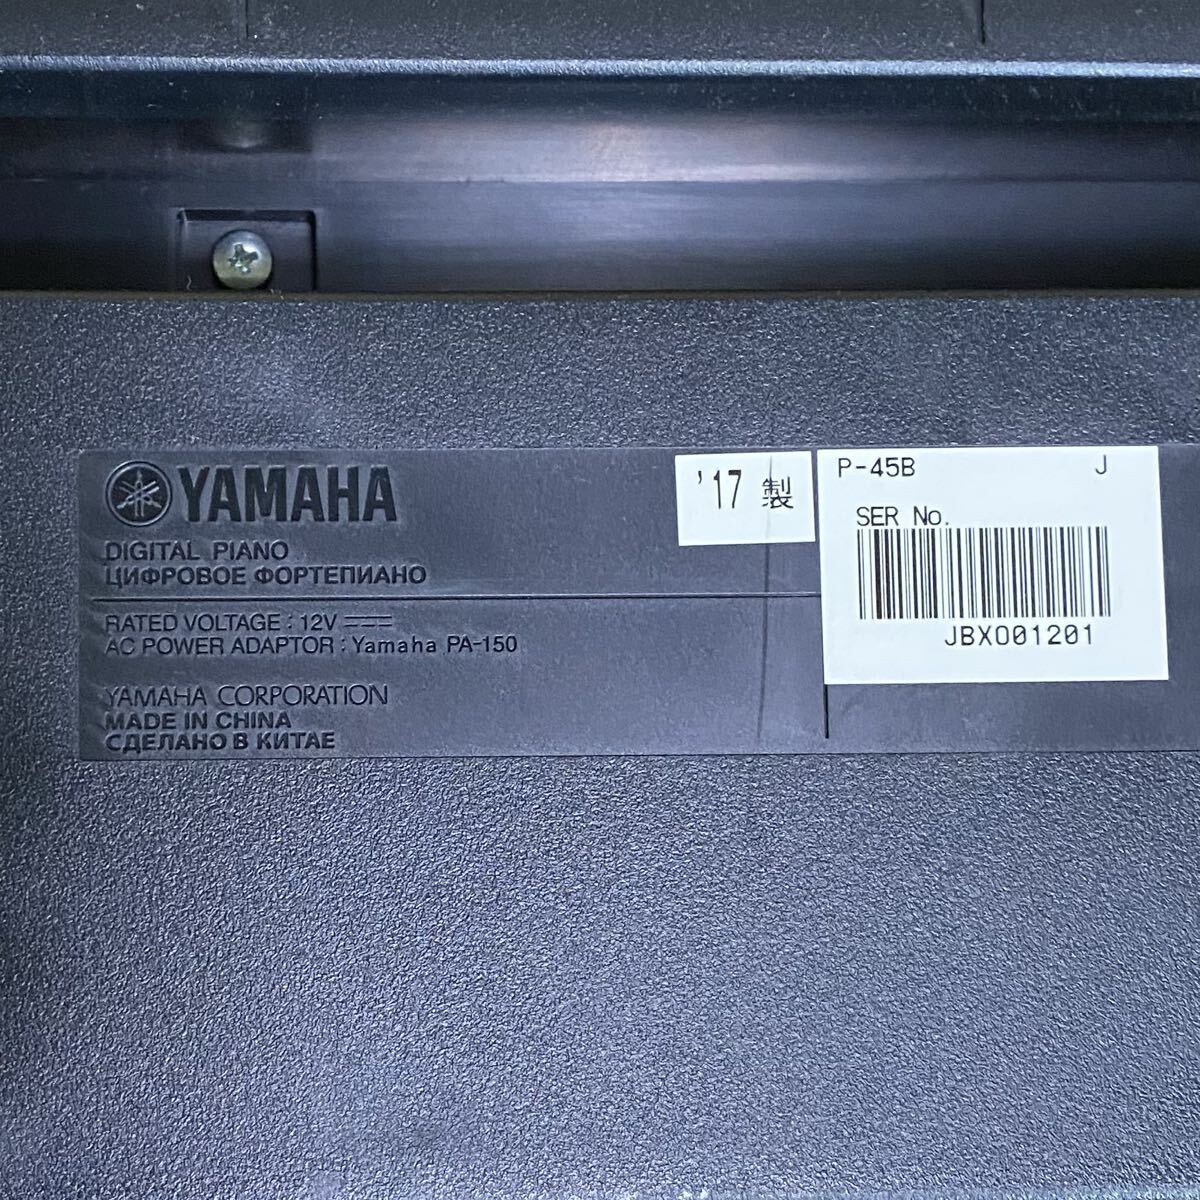 YAMAHA
DIGITAL PIANO
ЦИФРОВОЕ ФОРТЕПИАНО
RATED VOLTAGE : 12V
AC POWER ADAPTOR : Yamaha PA-150
YAMAHA CORPORATION
MADE IN CHINA
СДЕЛАНО В КИТАЕ
'17 製
P-45B J
SER No.
JBX001201